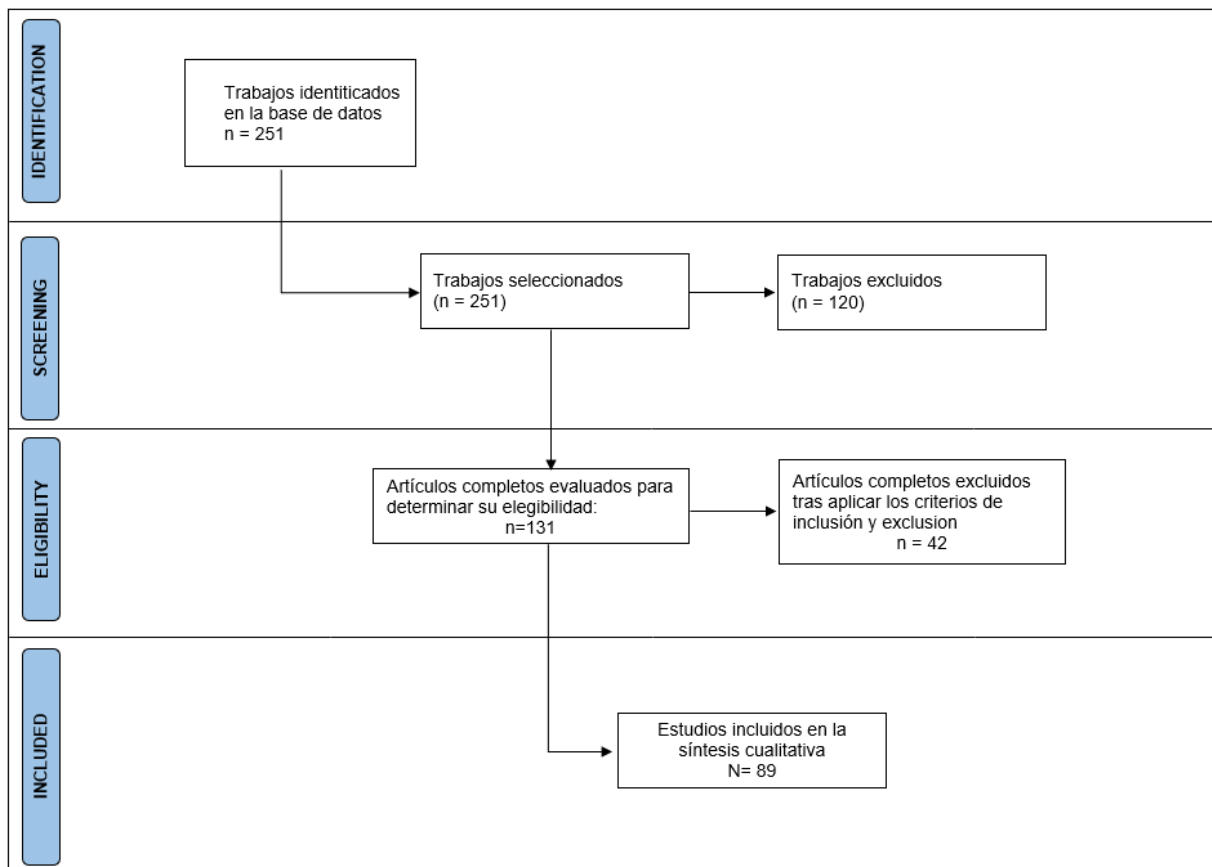 IDENTIFICATION
Trabajos identiticados
en la base de datos
n = 251
SCREENING
Trabajos seleccionados
(n = 251)
Trabajos excluidos
(n = 120)
ELIGIBILITY
Artículos completos evaluados para
determinar su elegibilidad:
n=131
Artículos completos excluidos
tras aplicar los criterios de
inclusión y exclusion
n = 42
INCLUDED
Estudios incluidos en la
síntesis cualitativa
N= 89